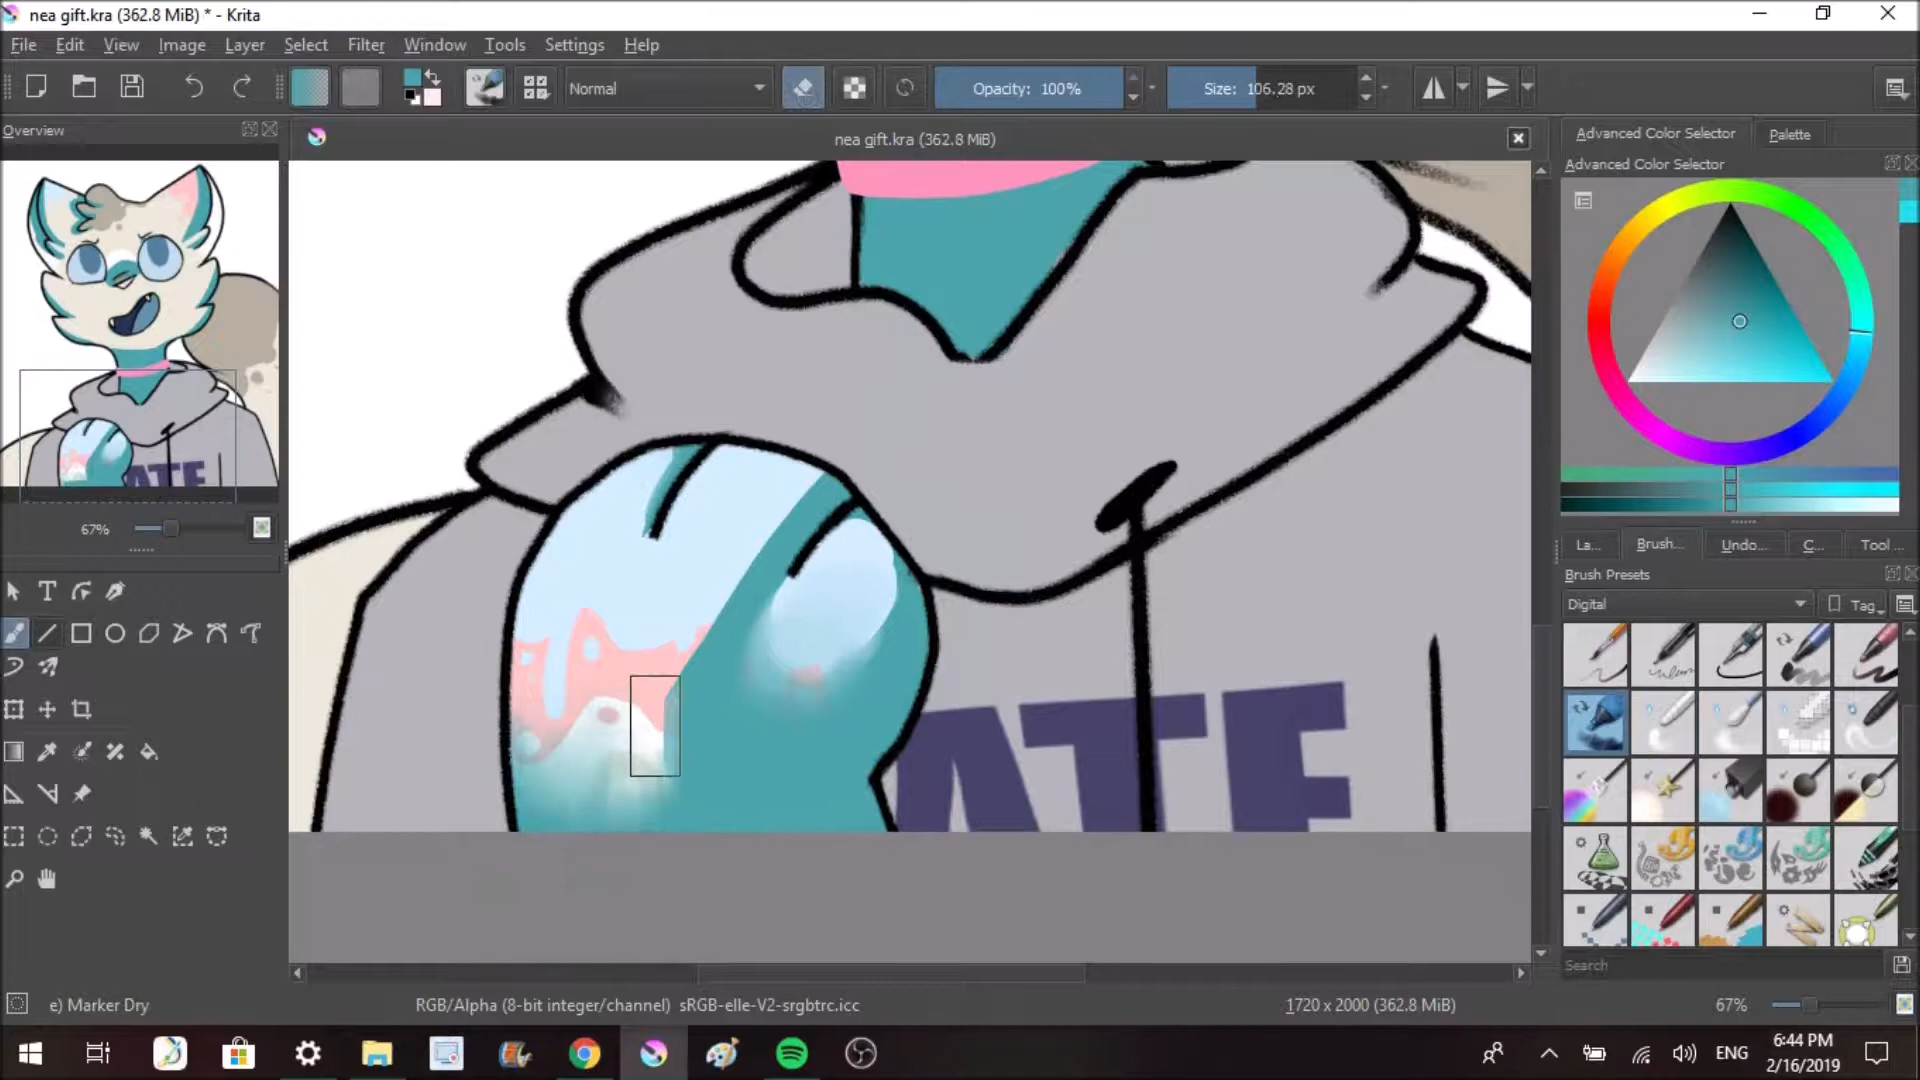 nea gift.kra (362.8 MiB) * - Krita
File Edit View Image Layer Select Filter Window Tools Settings Help
Normal Opacity: 100% Size: 106.28 px
Overview
nea gift.kra (362.8 MiB)
Advanced Color Selector Palette
Advanced Color Selector
67%
La... Brush... Undo... C... Tool ...
Brush Presets
Digital Tag
ATE
Search
e) Marker Dry
RGB/Alpha (8-bit integer/channel) sRGB-elle-V2-srgbtrc.icc
1720 x 2000 (362.8 MiB)
67%
ENG
6:44 PM
2/16/2019